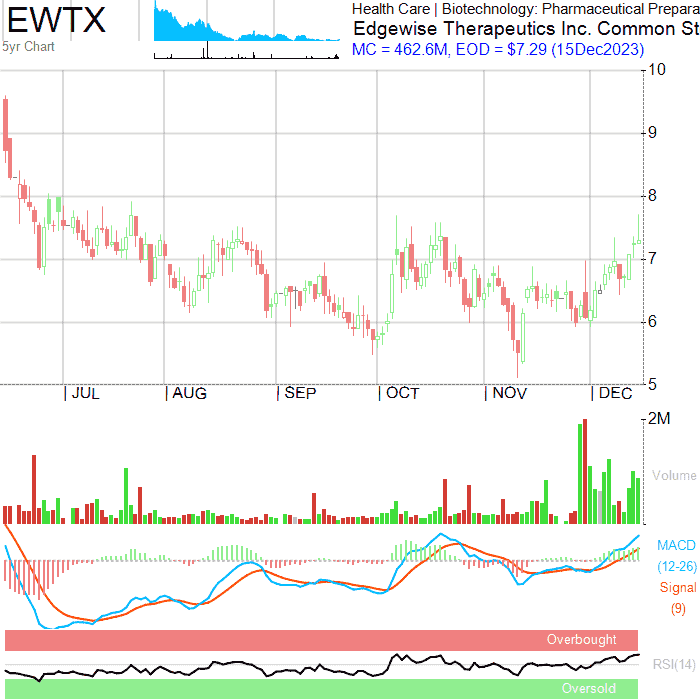 EWTX
5yr Chart
Health Care | Biotechnology: Pharmaceutical Prepara
Edgewise Therapeutics Inc. Common St
MC = 462.6M, EOD = $7.29 (15Dec2023)
10
9
8
7
6
5
| JUL | AUG | SEP | OCT | NOV | DEC
2M
Volume
MACD
(12-26)
Signal
(9)
Overbought
RSI(14)
Oversold